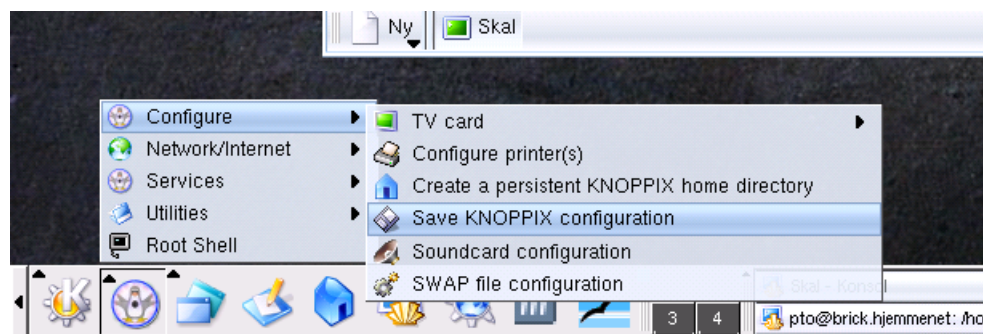 Ny Skal
Configure
Network/Internet
Services
Utilities
Root Shell
TV card
Configure printer(s)
Create a persistent KNOPPIX home directory
Save KNOPPIX configuration
Soundcard configuration
SWAP file configuration
3 4
Skal - Konsol
pto@brick.hjemmenet: /ho